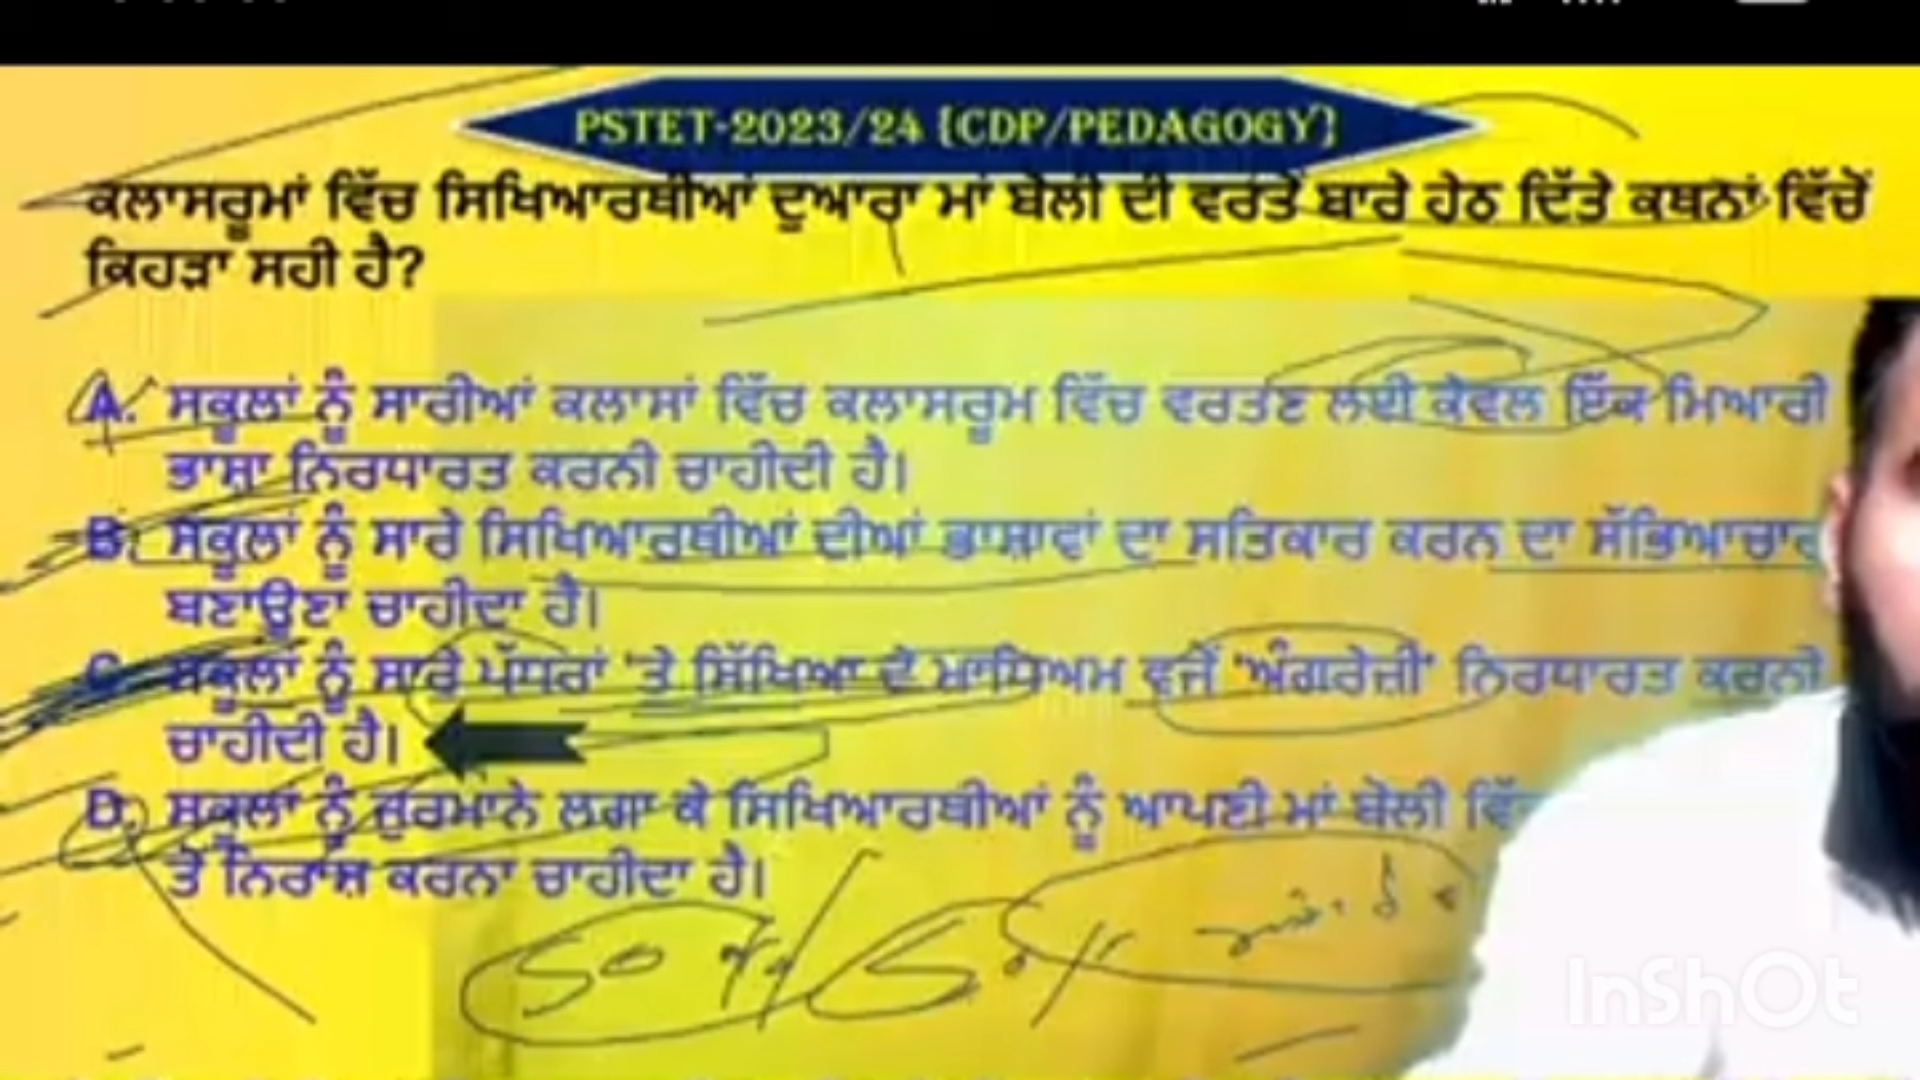 PSTET-2023/24 {CDP/PEDAGOGY}
ਕਲਾਸਰੂਮਾਂ ਵਿੱਚ ਸਿਖਿਆਰਥੀਆਂ ਦੁਆਰਾ ਮਾਂ ਬੋਲੀ ਦੀ ਵਰਤੋਂ ਬਾਰੇ ਹੇਠ ਦਿੱਤੇ ਕਥਨਾਂ ਵਿੱਚੋਂ
ਕਿਹੜਾ ਸਹੀ ਹੈ?
A. ਸਕੂਲਾਂ ਨੂੰ ਸਾਰੀਆਂ ਕਲਾਸਾਂ ਵਿੱਚ ਕਲਾਸਰੂਮ ਵਿੱਚ ਵਰਤਣ ਲਈ ਕੇਵਲ ਇੱਕ ਮਿਆਰੀ
ਭਾਸ਼ਾ ਨਿਰਧਾਰਤ ਕਰਨੀ ਚਾਹੀਦੀ ਹੈ।
B. ਸਕੂਲਾਂ ਨੂੰ ਸਾਰੇ ਸਿਖਿਆਰਥੀਆਂ ਦੀਆਂ ਭਾਸ਼ਾਵਾਂ ਦਾ ਸਤਿਕਾਰ ਕਰਨ ਦਾ ਸੱਭਿਆਚਾਰ
ਬਣਾਉਣਾ ਚਾਹੀਦਾ ਹੈ।
C. ਸਕੂਲਾਂ ਨੂੰ ਸਾਰੇ ਪੱਧਰਾਂ 'ਤੇ ਸਿੱਖਿਆ ਦੇ ਮਾਧਿਅਮ ਵਜੋਂ 'ਅੰਗਰੇਜ਼ੀ' ਨਿਰਧਾਰਤ ਕਰਨੀ
ਚਾਹੀਦੀ ਹੈ।
D. ਸਕੂਲਾਂ ਨੂੰ ਜੁਰਮਾਨੇ ਲਗਾ ਕੇ ਸਿਖਿਆਰਥੀਆਂ ਨੂੰ ਆਪਣੀ ਮਾਂ ਬੋਲੀ
ਤੋਂ ਨਿਰਾਸ਼ ਕਰਨਾ ਚਾਹੀਦਾ ਹੈ।
InShOt